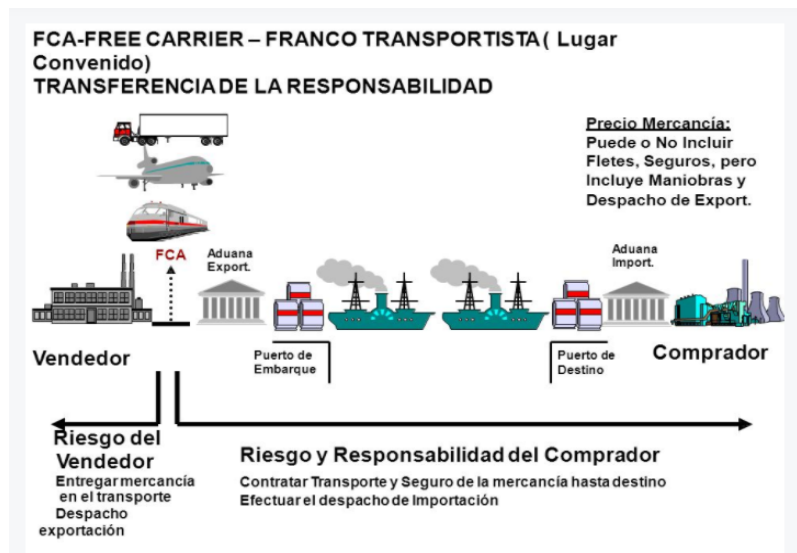 FCA-FREE CARRIER – FRANCO TRANSPORTISTA( Lugar
Convenido)
TRANSFERENCIA DE LA RESPONSABILIDAD
Precio Mercancía:
Puede o No Incluir
Fletes, Seguros, pero
Incluye Maniobras y
Despacho de Export.
FCA
Aduana
Export.
Aduana
Import.
Vendedor
Puerto de
Embarque
Puerto de
Destino
Comprador
Riesgo del
Vendedor
Entregar mercancía
en el transporte
Despacho
exportación
Riesgo y Responsabilidad del Comprador
Contratar Transporte y Seguro de la mercancía hasta destino
Efectuar el despacho de Importación